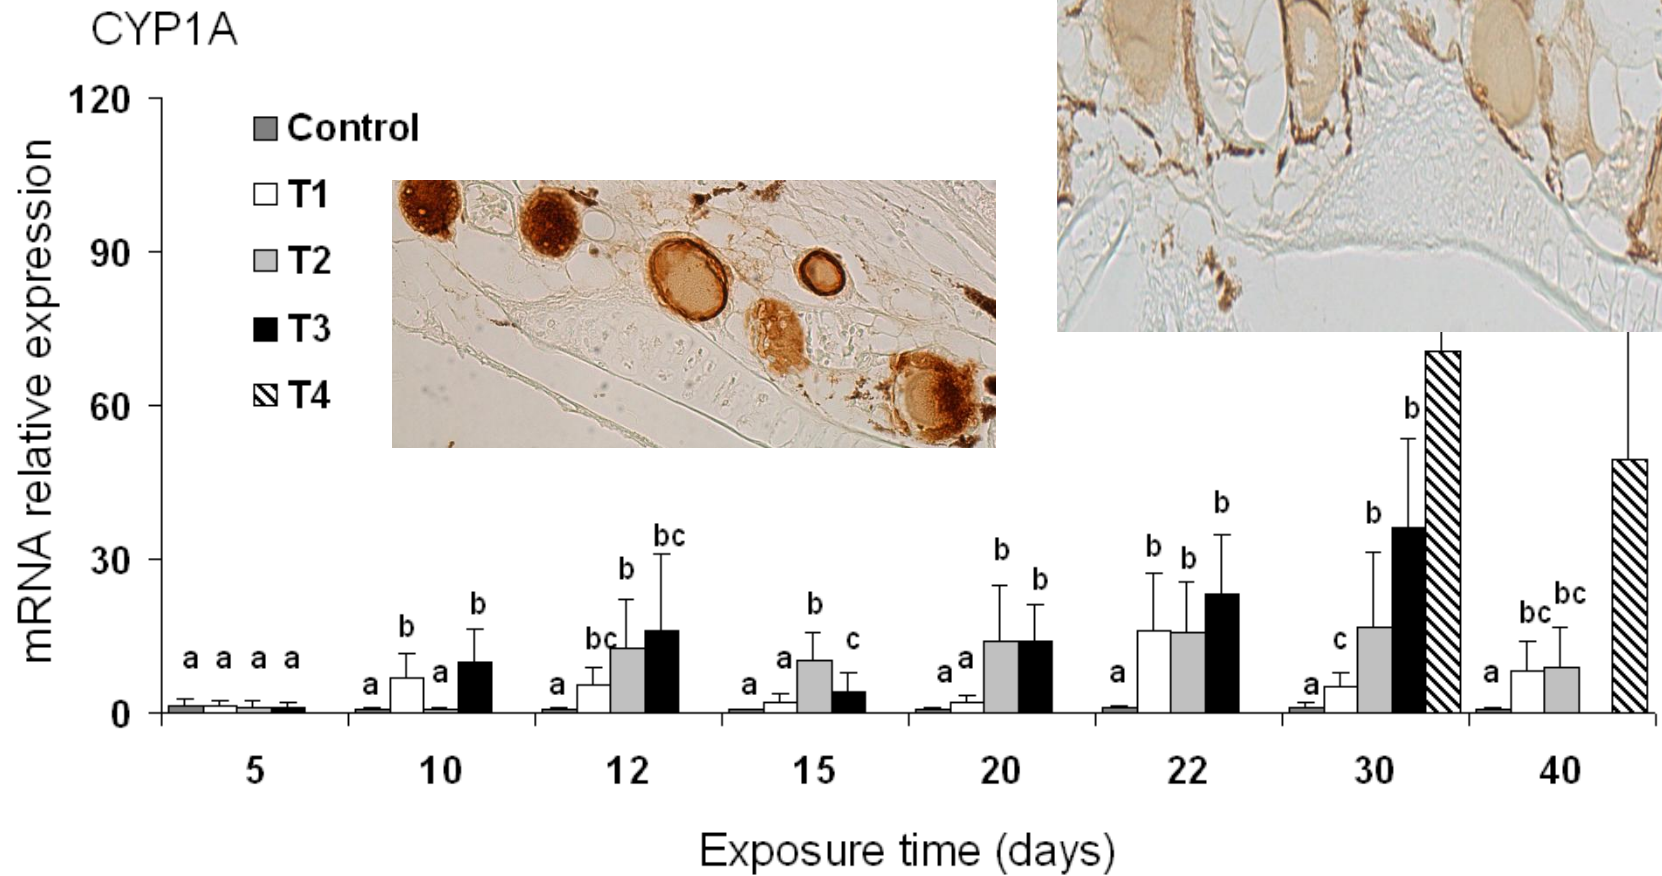 CYP1A
mRNA relative expression
120
90
60
30
0
Control
T1
T2
T3
T4
a a a a
a b a b
a bc b bc
a a b c
a a b b
a b b b
a c b b
a bc bc
5 10 12 15 20 22 30 40
Exposure time (days)